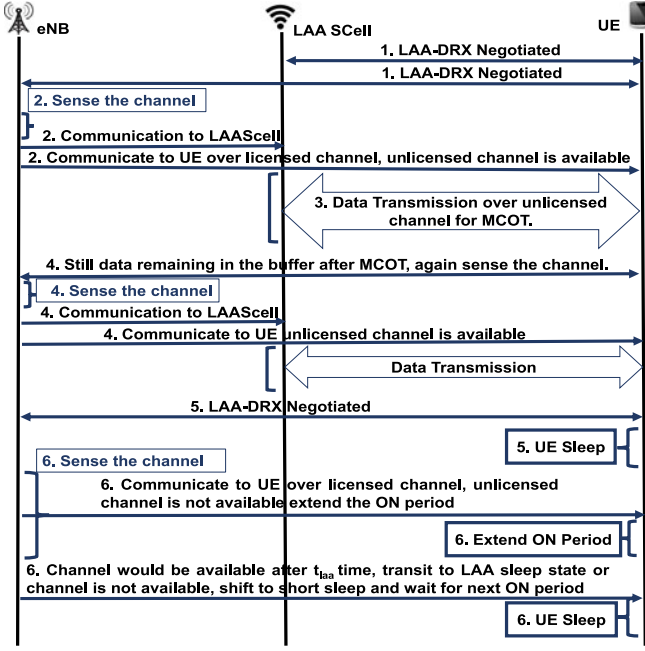 eNB
LAA SCell
UE
1. LAA-DRX Negotiated
1. LAA-DRX Negotiated
2. Sense the channel
2. Communication to LAAScell
2. Communicate to UE over licensed channel, unlicensed channel is available
3. Data Transmission over unlicensed
channel for MCOT.
4. Still data remaining in the buffer after MCOT, again sense the channel.
4. Sense the channel
4. Communication to LAAScell
4. Communicate to UE unlicensed channel is available
Data Transmission
5. LAA-DRX Negotiated
5. UE Sleep
6. Sense the channel
6. Communicate to UE over licensed channel, unlicensed
channel is not available extend the ON period
6. Extend ON Period
6. Channel would be available after tlaa time, transit to LAA sleep state or
channel is not available, shift to short sleep and wait for next ON period
6. UE Sleep